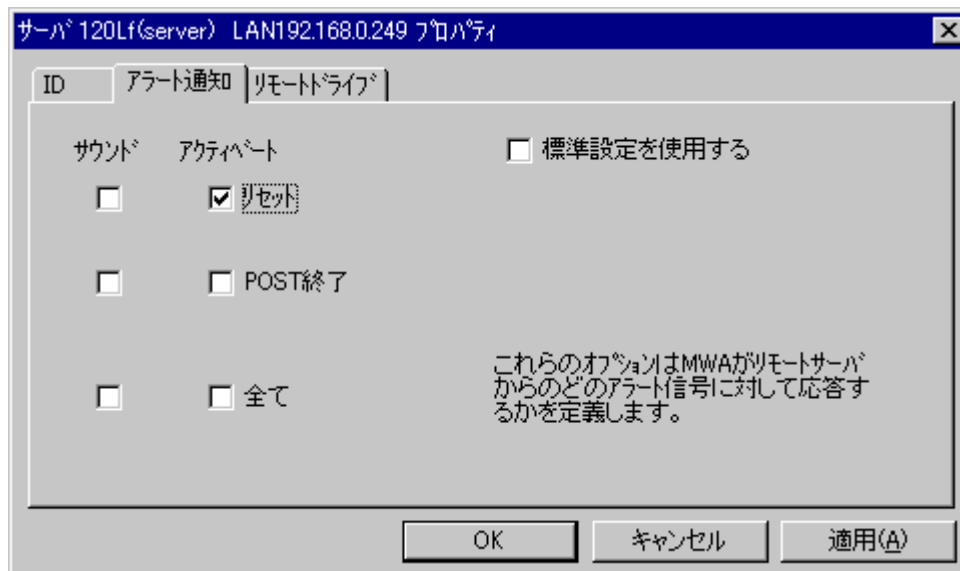 サーバ 120Lf(server) LAN192.168.0.249 プロパティ
ID アラート通知 リモートドライブ
サウンド アクティベート 標準設定を使用する
リセット
POST終了
全て
これらのオプションはMWAがリモートサーバ
からのどのアラート信号に対して応答す
るかを定義します。
OK キャンセル 適用(A)